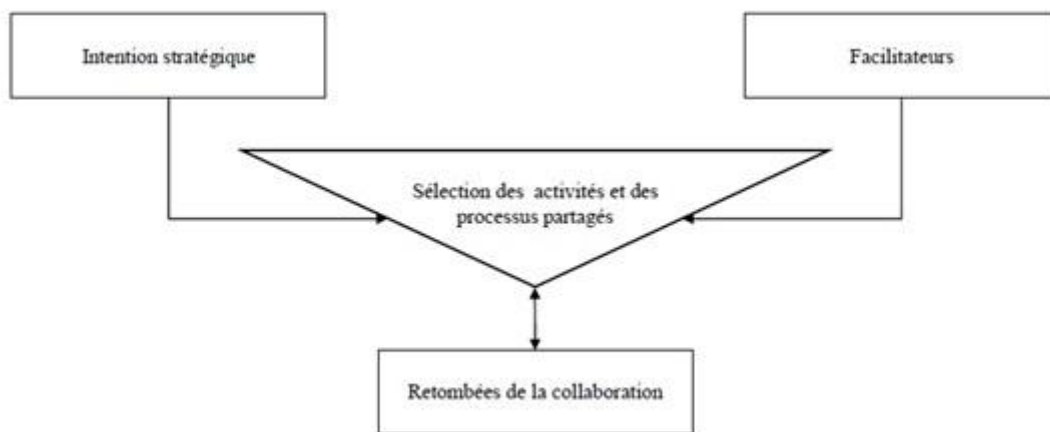 Intention stratégique
Facilitateurs
Sélection des activités et des
processus partagés
Retombées de la collaboration